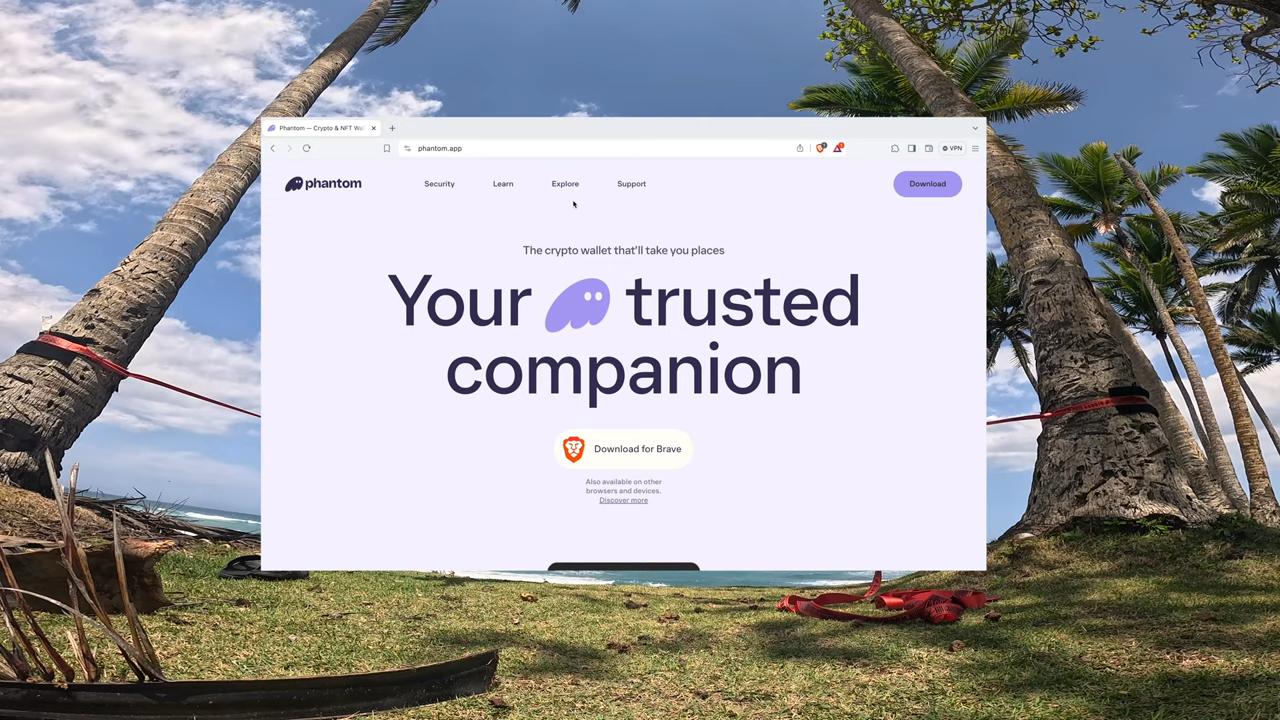 Phantom — Crypto & NFT Wa
phantom.app
VPN
phantom
Security
Learn
Explore
Support
Download
The crypto wallet that'll take you places
Your trusted
companion
Download for Brave
Also available on other
browsers and devices.
Discover more